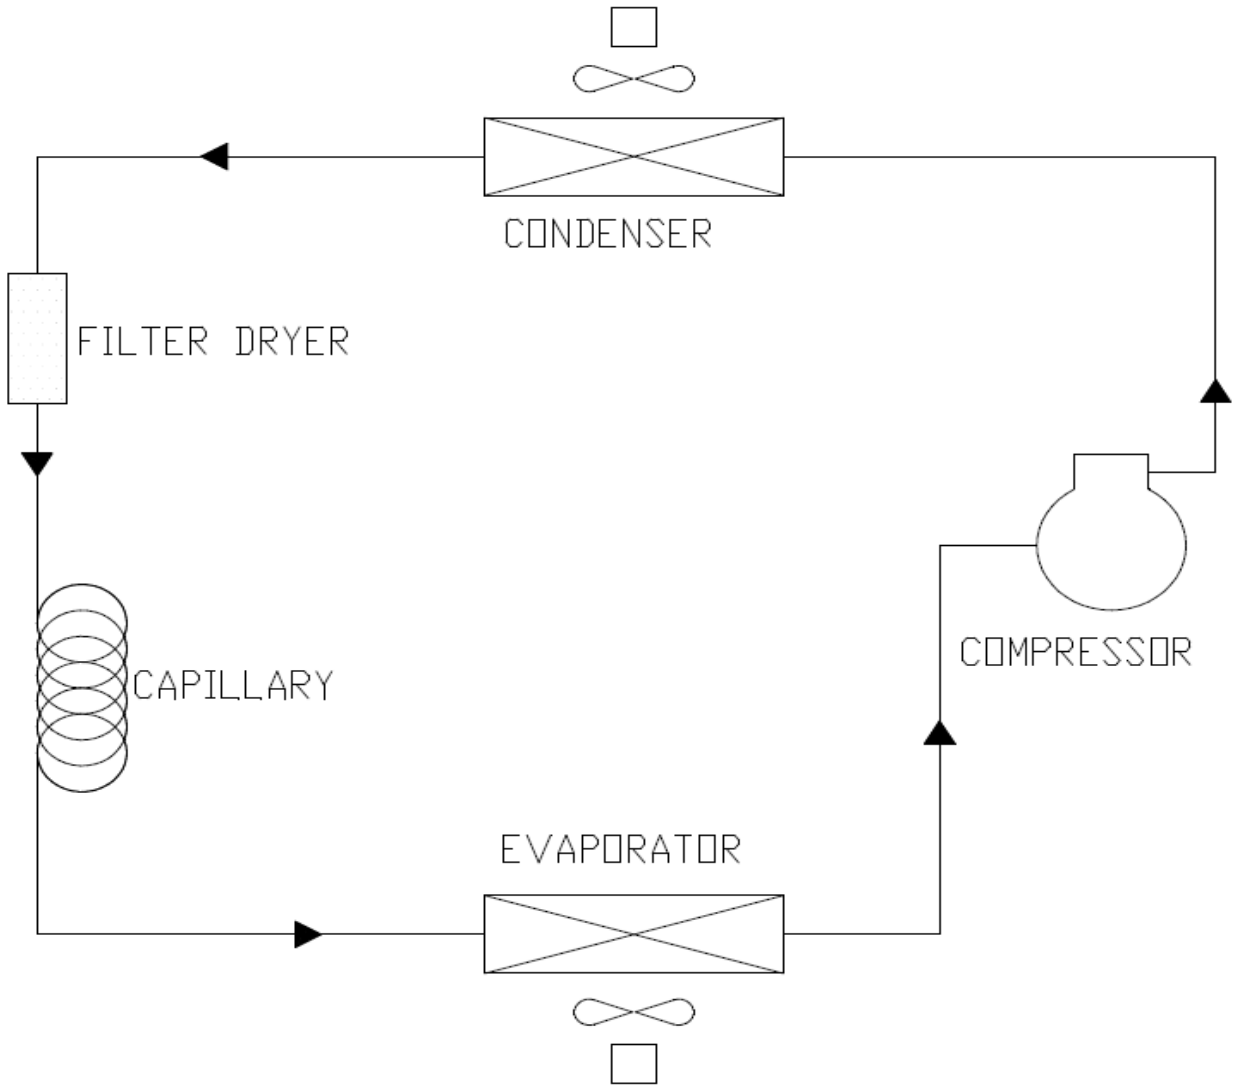 CONDENSER
FILTER DRYER
COMPRESSOR
CAPILLARY
EVAPORATOR